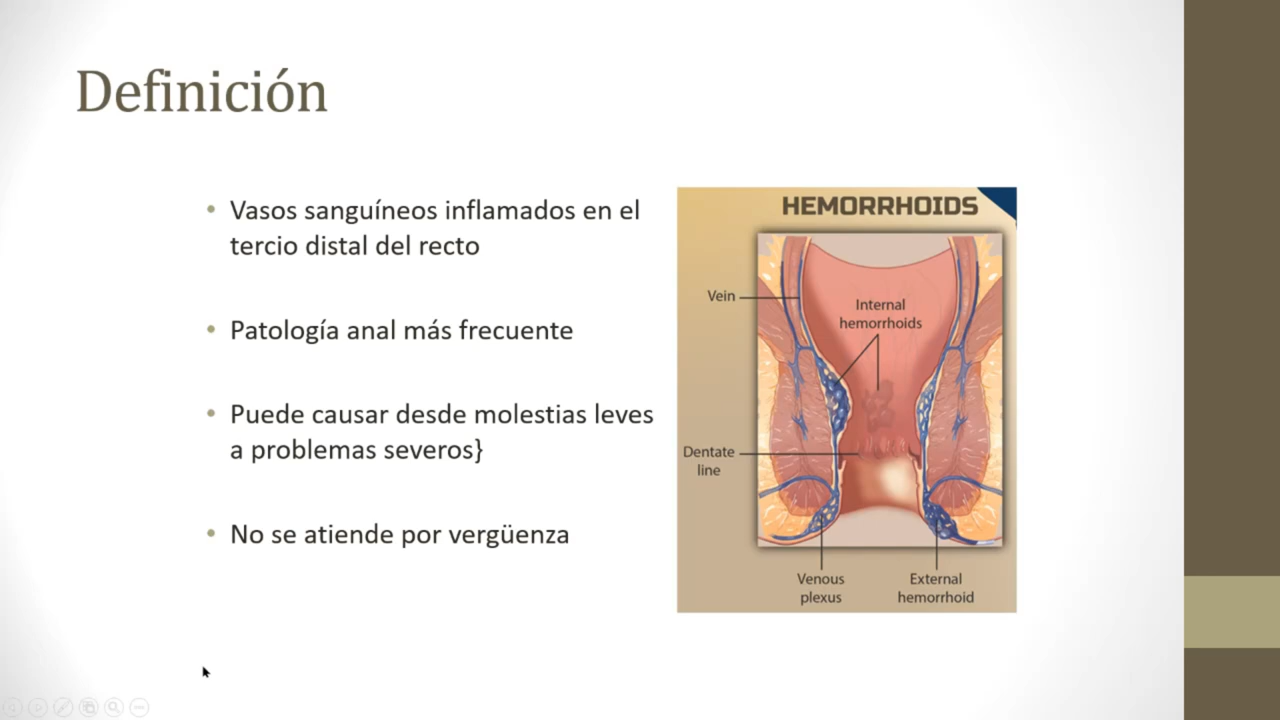 Definición
• Vasos sanguíneos inflamados en el
tercio distal del recto
• Patología anal más frecuente
• Puede causar desde molestias leves
a problemas severos}
• No se atiende por vergüenza
HEMORRHOIDS
Vein
Internal
hemorrhoids
Dentate
line
Venous
plexus
External
hemorrhoid